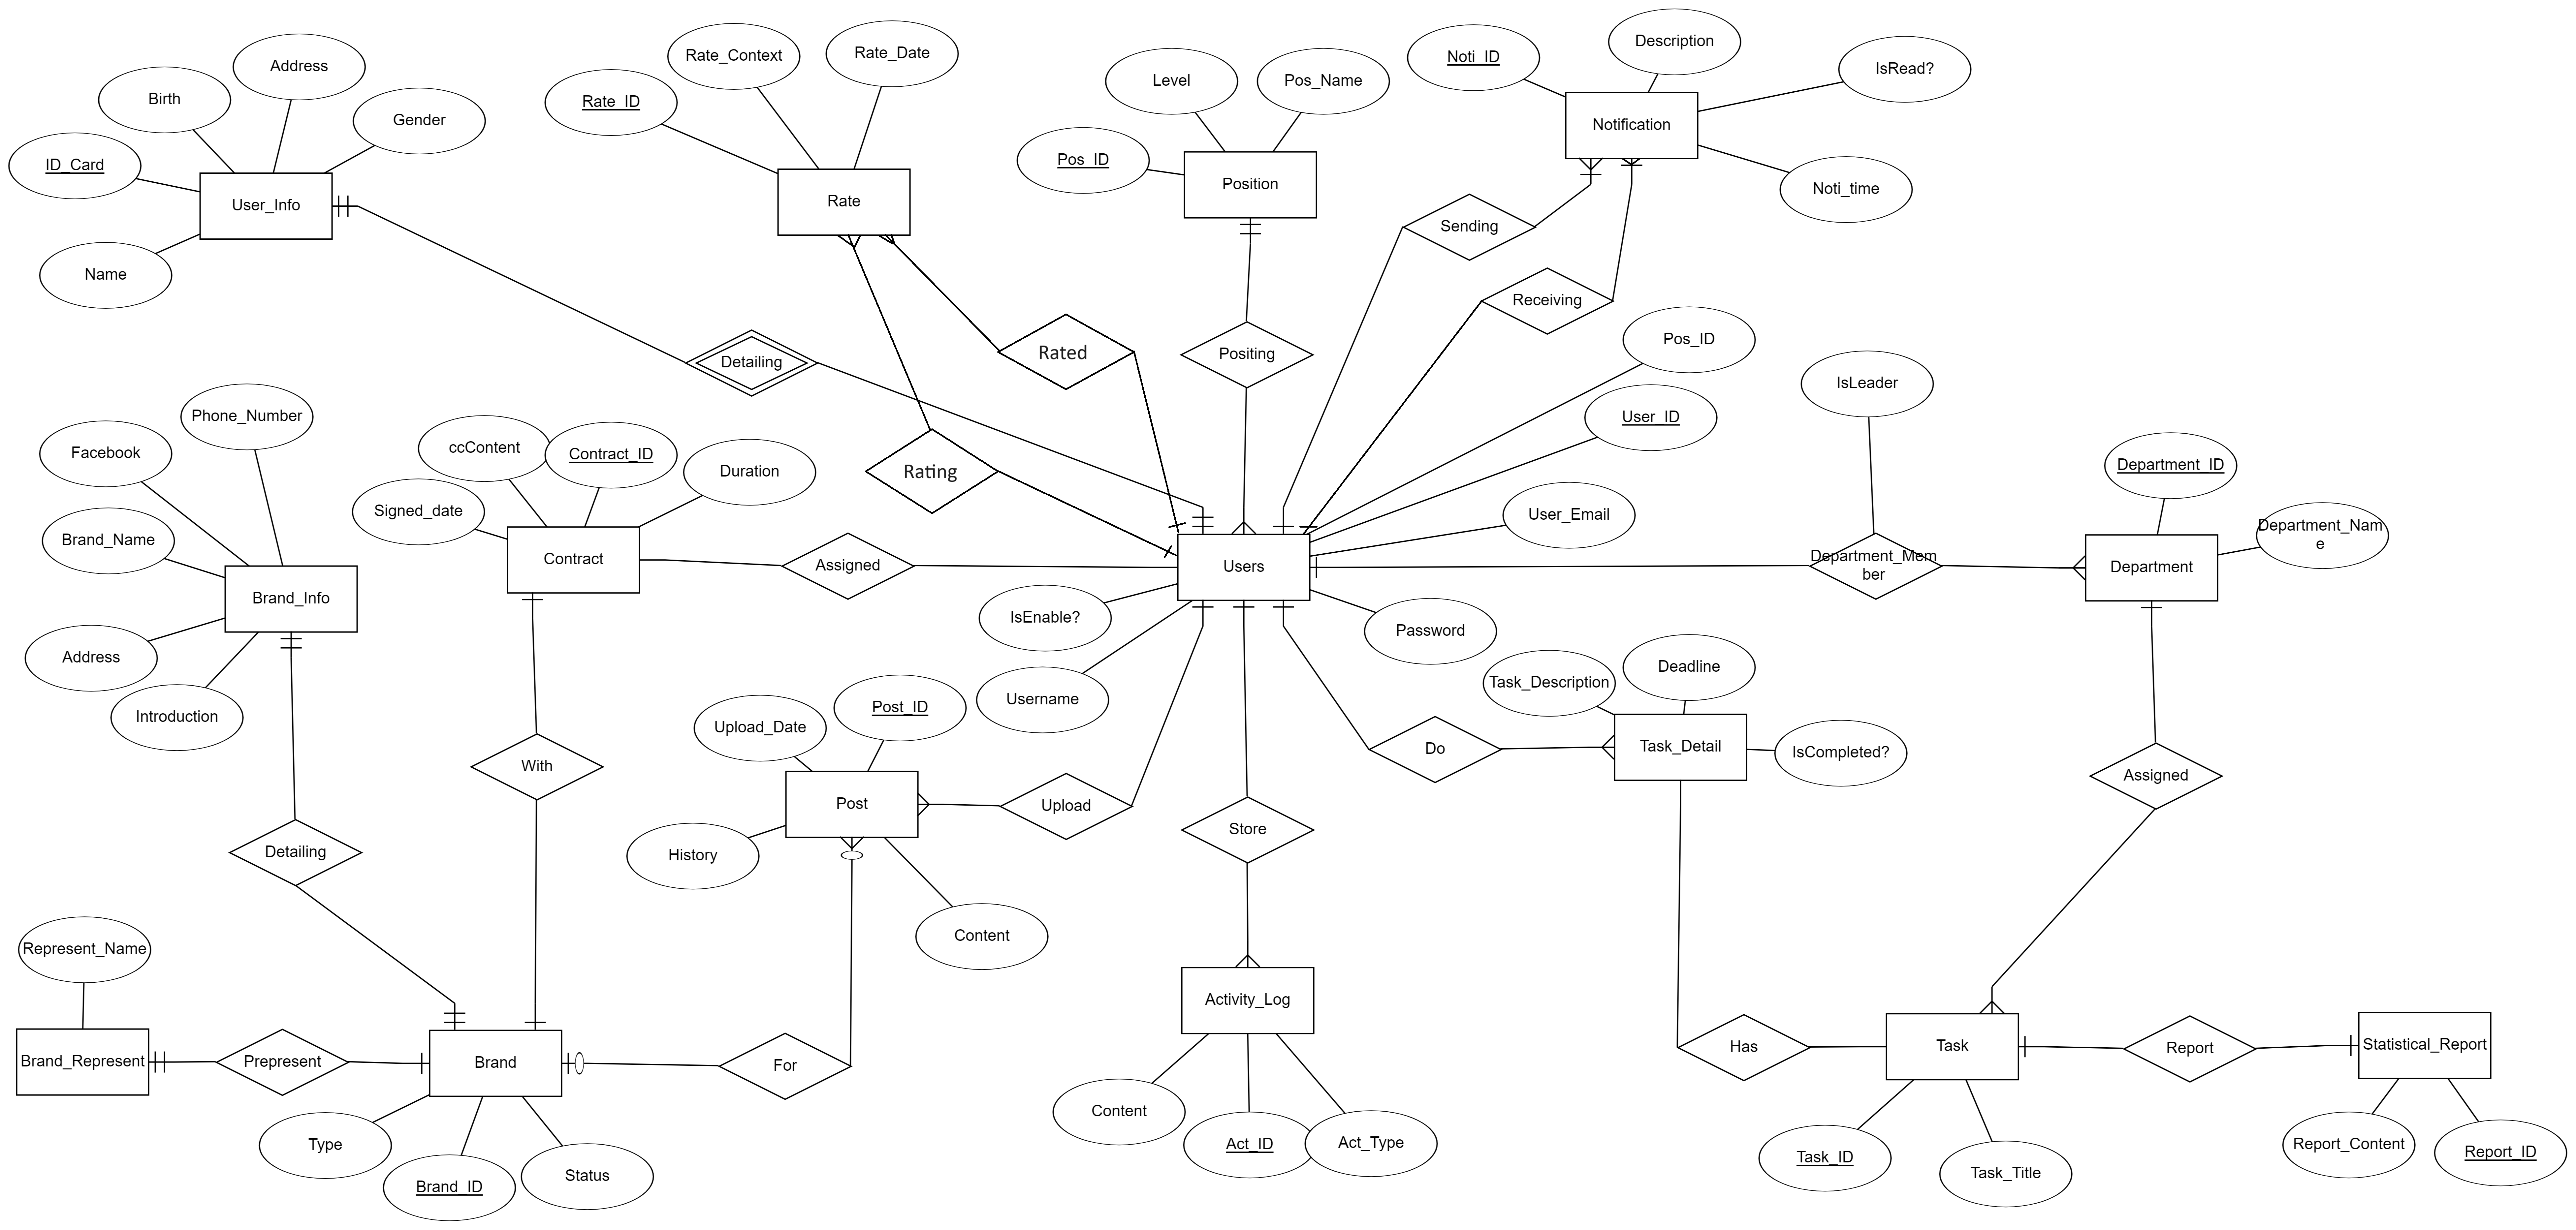 Address
Birth
Gender
ID_Card
User_Info
Name
Rate_Context
Rate_Date
Rate_ID
Rate
Level
Pos_Name
Pos_ID
Position
Noti_ID
Description
IsRead?
Notification
Noti_time
Sending
Receiving
Detailing
Rated
Positing
Pos_ID
User_ID
User_Email
IsLeader
Department_ID
Department_Nam
e
Department_Mem
ber
Department
Phone_Number
Facebook
Brand_Name
Brand_Info
Address
Introduction
ccContent
Contract_ID
Duration
Signed_date
Contract
Rating
Assigned
Users
IsEnable?
Username
Password
Task_Description
Deadline
Task_Detail
IsCompleted?
Do
Assigned
With
Upload_Date
Post_ID
Post
History
Content
Upload
Store
Detailing
Represent_Name
Brand_Represent
Prepresent
Brand
For
Type
Brand_ID
Status
Activity_Log
Content
Act_ID
Act_Type
Has
Task
Report
Statistical_Report
Task_ID
Task_Title
Report_Content
Report_ID